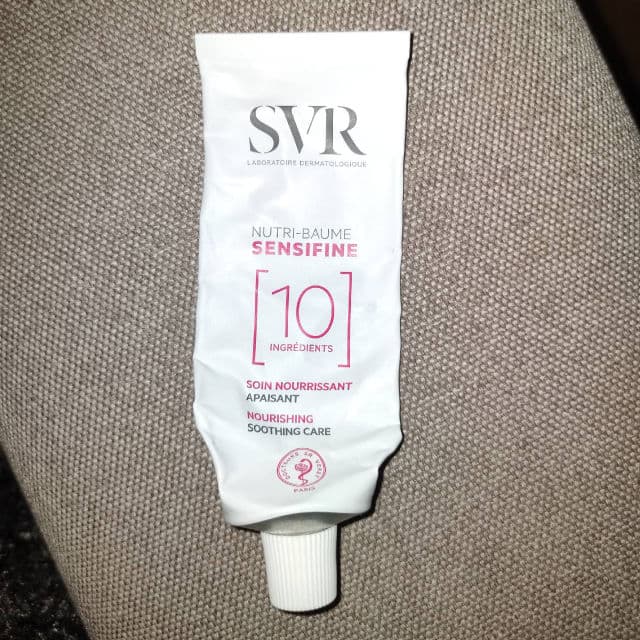 SVR
LABORATOIRE DERMATOLOGIQUE
NUTRI-BAUME
SENSIFINE
10
INGRÉDIENTS
SOIN NOURRISSANT
APAISANT
NOURISHING
SOOTHING CARE
PARIS